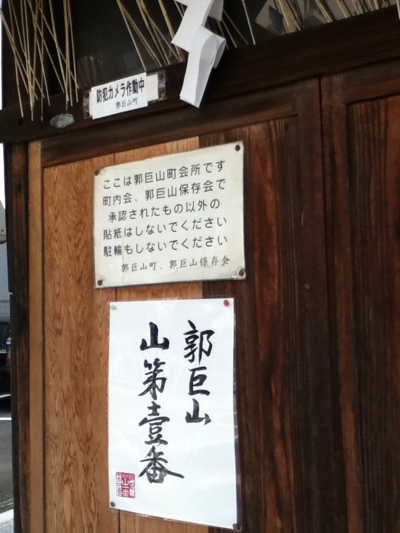 防犯カメラ作動中
郭巨山町
ここは郭巨山町会所です
町内会、郭巨山保存会で
承認されたもの以外の
貼紙はしないでください
駐輪もしないでください
郭巨山町、郭巨山保存会
郭巨山
山第壹番